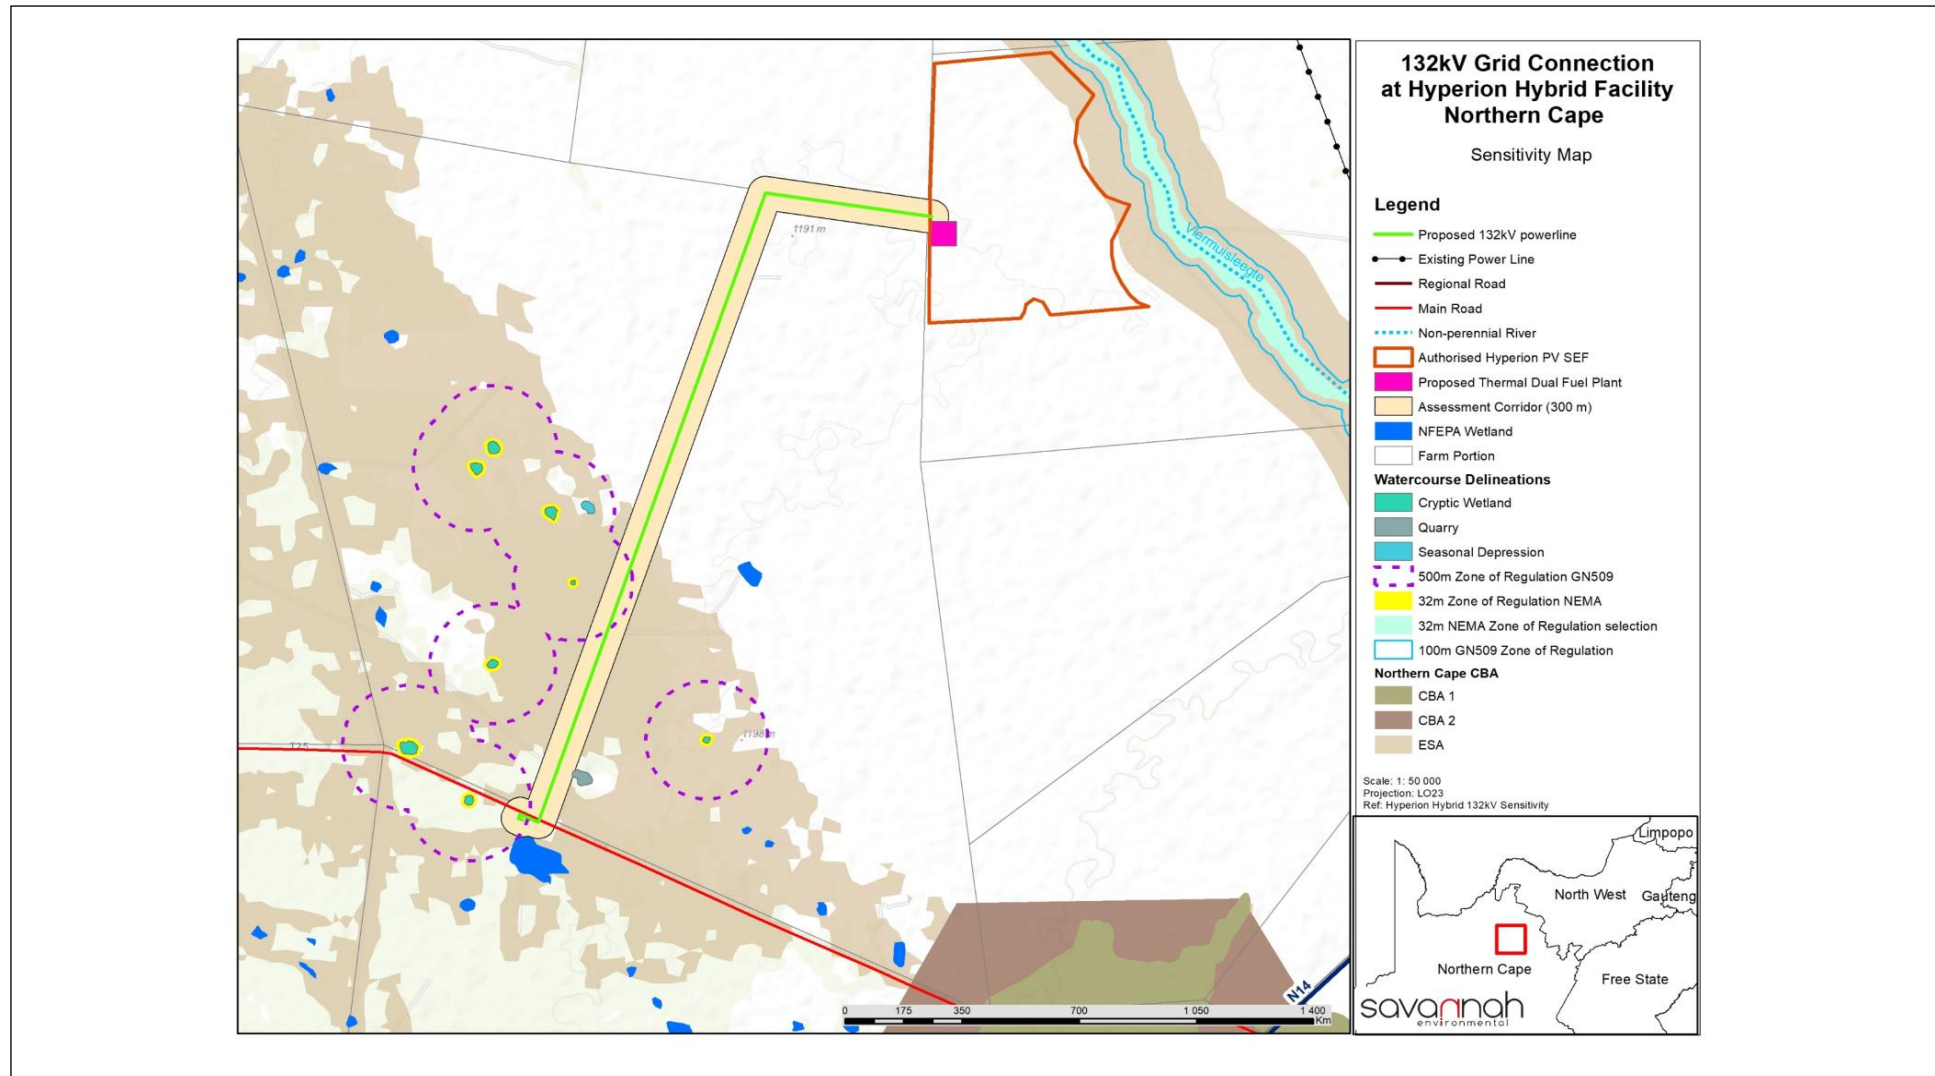 132kV Grid Connection
at Hyperion Hybrid Facility
Northern Cape
Sensitivity Map
Legend
Proposed 132kV powerline
Existing Power Line
Regional Road
Main Road
Non-perennial River
Authorised Hyperion PV SEF
Proposed Thermal Dual Fuel Plant
Assessment Corridor (300 m)
NFEPA Wetland
Farm Portion
Watercourse Delineations
Cryptic Wetland
Quarry
Seasonal Depression
500m Zone of Regulation GN509
32m Zone of Regulation NEMA
32m NEMA Zone of Regulation selection
100m GN509 Zone of Regulation
Northern Cape CBA
CBA 1
CBA 2
ESA
Scale: 1: 50 000
Projection: LO23
Ref: Hyperion Hybrid 132kV Sensitivity
Limpopo
North West
Gauteng
Northern Cape
Free State
savannah
environmental
1191 m
Viermuisleegte
1198 m
T25
N14
0 175 350 700 1 050 1 400
Km